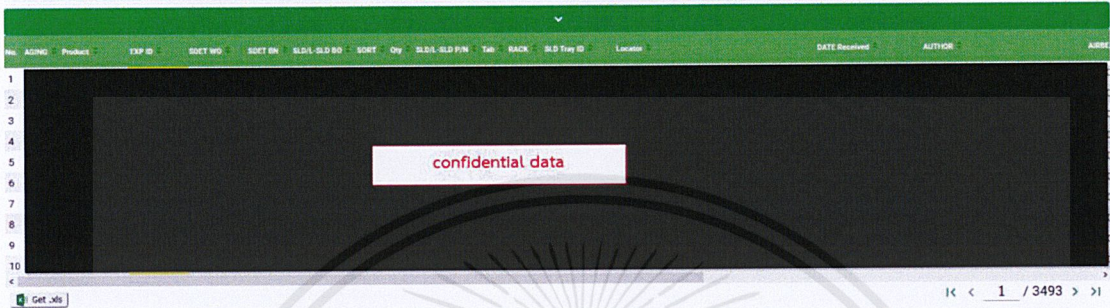 No. AGING Product TXP ID SDET WO SDET BN SLD/L-SLD BO SORT Qty SLD/L-SLD P/N Tab RACK SLD Tray ID Locator DATE Received AUTHOR AIRBE
1
2
3
4
confidential data
5
6
7
8
9
10
Get .xls
1 / 3493